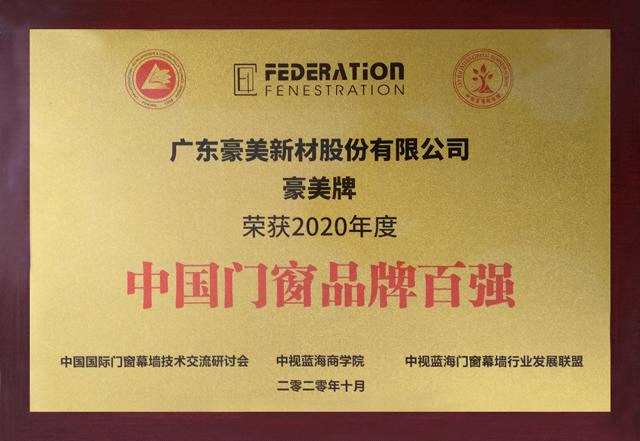 FEDERATION
FENESTRATION
广东豪美新材股份有限公司
豪美牌
荣获2020年度
中国门窗品牌百强
中国国际门窗幕墙技术交流研讨会 中视蓝海商学院 中视蓝海门窗幕墙行业发展联盟
二零二零年十月